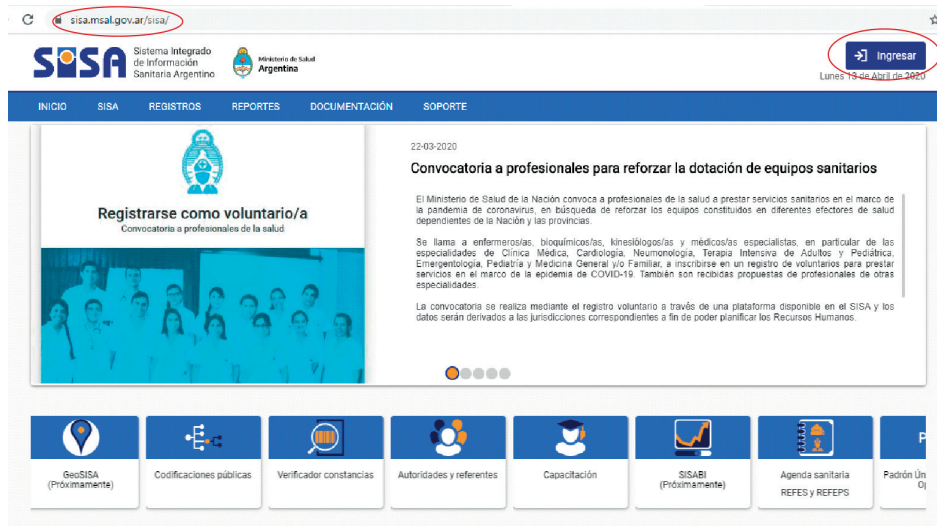 sisa.msal.gov.ar/sisa/
SISA
Sistema Integrado
de Información
Sanitaria Argentino
Ministerio de Salud
Argentina
Ingresar
Lunes 13 de Abril de 2020
INICIO SISA REGISTROS REPORTES DOCUMENTACIÓN SOPORTE
Registrarse como voluntario/a
Convocatoria a profesionales de la salud
22-03-2020
Convocatoria a profesionales para reforzar la dotación de equipos sanitarios
El Ministerio de Salud de la Nación convoca a profesionales de la salud a prestar servicios sanitarios en el marco de
la pandemia de coronavirus, en búsqueda de reforzar los equipos constituidos en diferentes efectores de salud
dependientes de la Nación y las provincias.
Se llama a enfermeros/as, bioquímicos/as, kinesiólogos/as y médicos/as especialistas, en particular de las
especialidades de Clínica Médica, Cardiología, Neumonología, Terapia Intensiva de Adultos y Pediátrica,
Emergentología, Pediatría y Medicina General y/o Familiar, a inscribirse en un registro de voluntarios para prestar
servicios en el marco de la epidemia de COVID-19. También son recibidas propuestas de profesionales de otras
especialidades.
La convocatoria se realiza mediante el registro voluntario a través de una plataforma disponible en el SISA y los
datos serán derivados a las jurisdicciones correspondientes a fin de poder planificar los Recursos Humanos.
GeoSISA
(Próximamente)
Codificaciones públicas
Verificador constancias
Autoridades y referentes
Capacitación
SISABI
(Próximamente)
Agenda sanitaria
REFES y REFEPS
P
Padrón Ún
Op